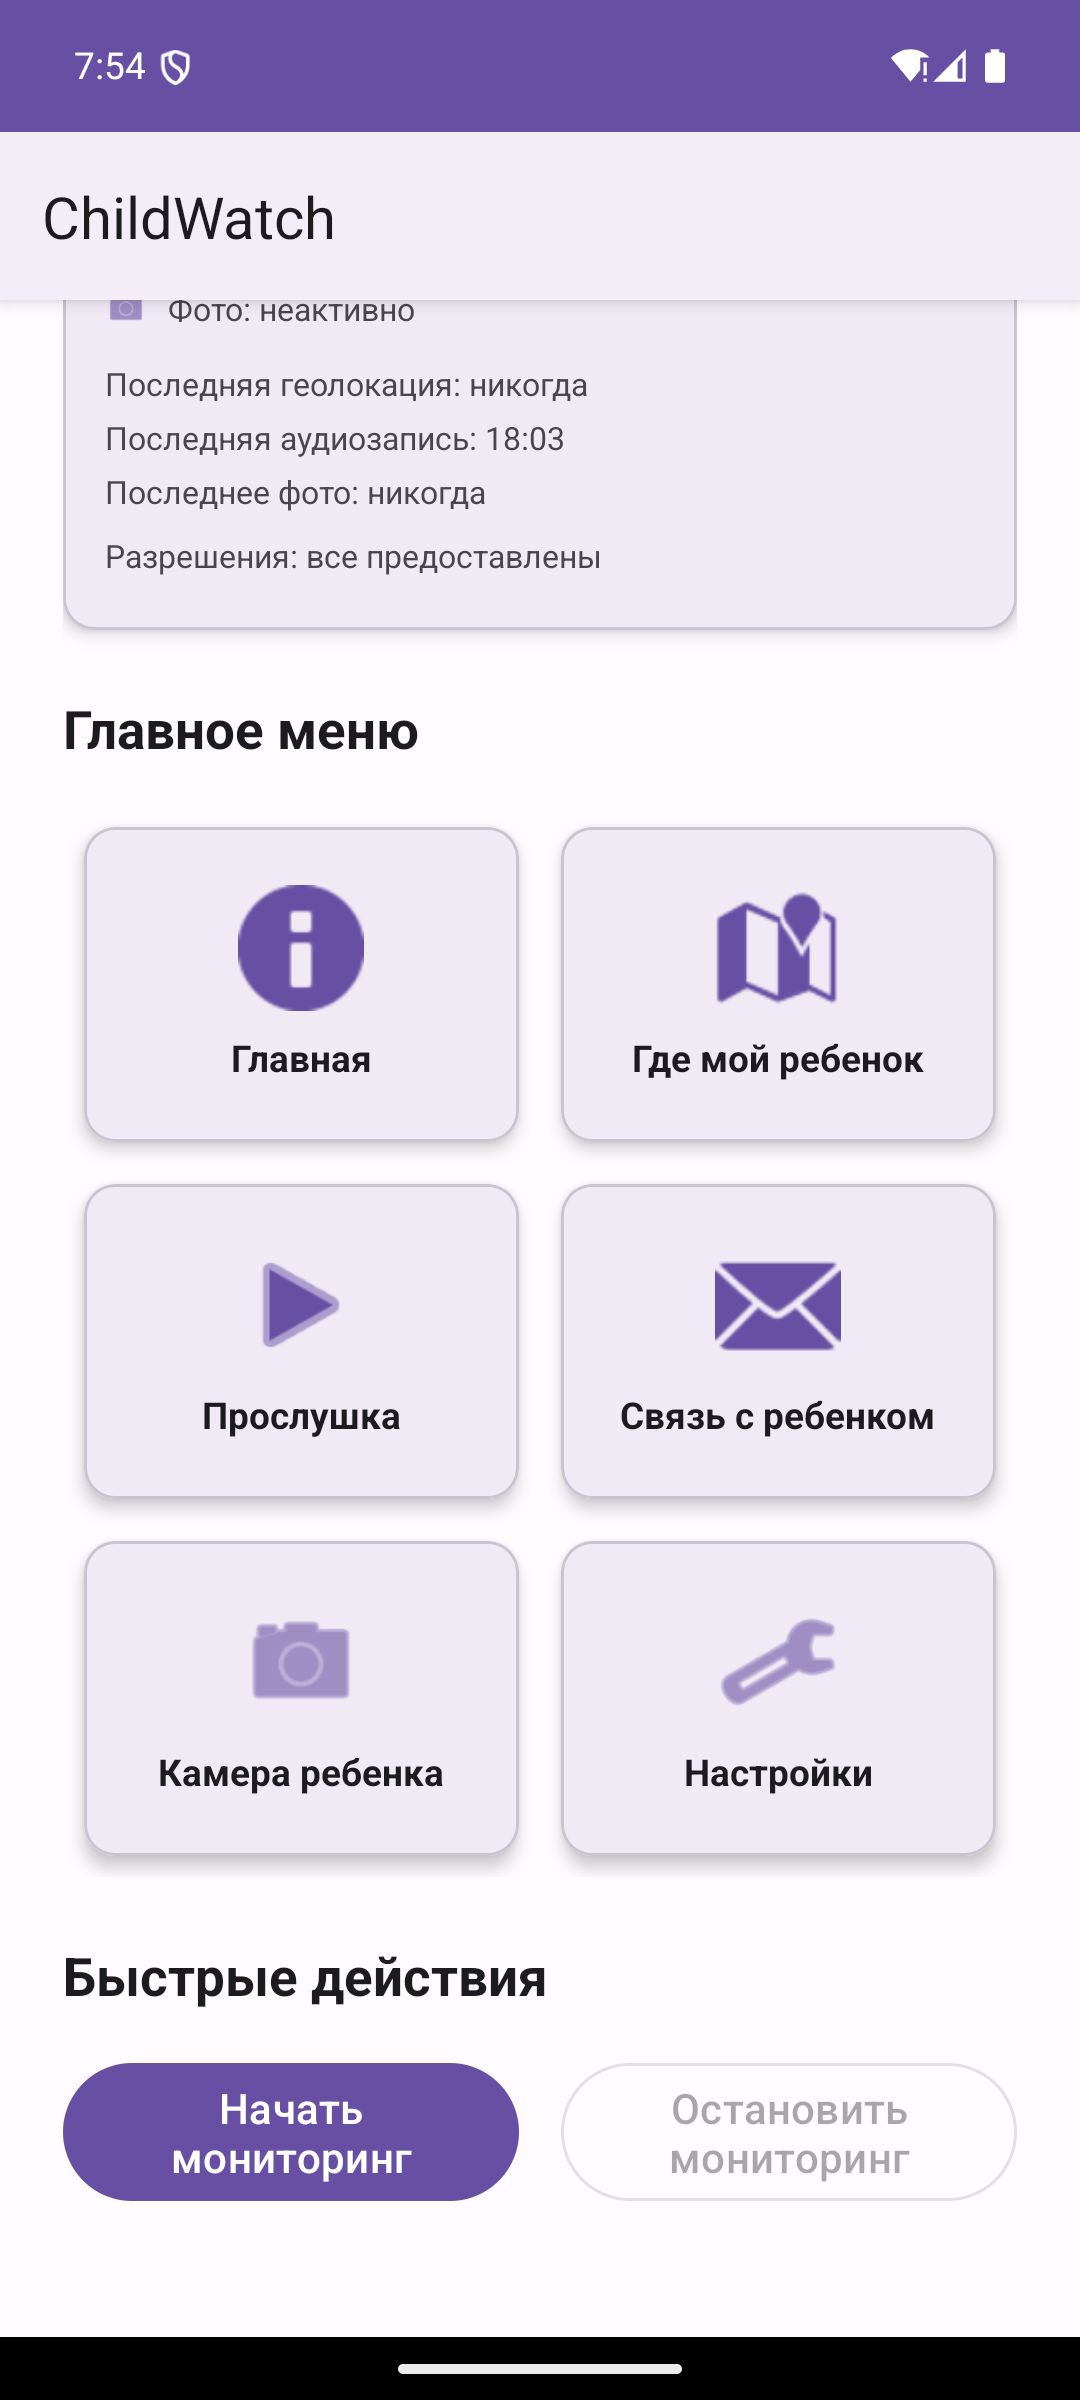 7:54
ChildWatch
Фото: неактивно
Последняя геолокация: никогда
Последняя аудиозапись: 18:03
Последнее фото: никогда
Разрешения: все предоставлены
Главное меню
Главная
Где мой ребенок
Прослушка
Связь с ребенком
Камера ребенка
Настройки
Быстрые действия
Начать
мониторинг
Остановить
мониторинг